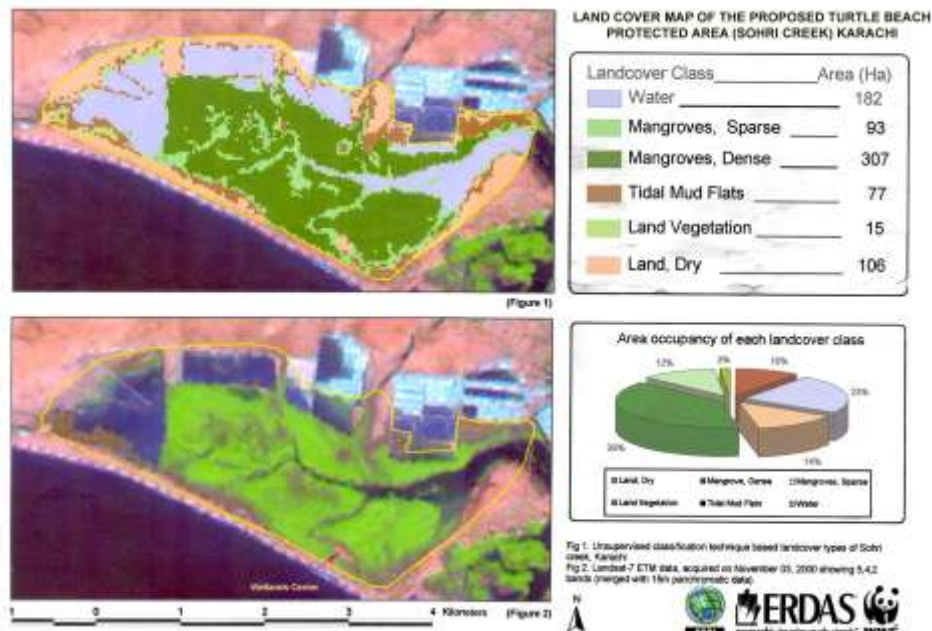 LAND COVER MAP OF THE PROPOSED TURTLE BEACH
PROTECTED AREA (SOHRI CREEK) KARACHI
Landcover Class Area (Ha)
Water 182
Mangroves, Sparse 93
Mangroves, Dense 307
Tidal Mud Flats 77
Land Vegetation 15
Land, Dry 106
(Figure 1)
Area occupancy of each landcover class
12% 2% 10%
23%
14%
Land, Dry Mangrove, Dense Mangroves, Sparse
Land Vegetation Tidal Mud Flats Water
Fig 1. Unsupervised classification technique based landcover types of Sohri
creek, Karachi
Fig 2. Landsat-7 ETM data, acquired on November 03, 2000 showing 5,4,2
bands (merged with 15m panchromatic data)
Wetlands Centre
1 0 1 2 3 4 Kilometers (Figure 2)
N
ERDAS
WWF